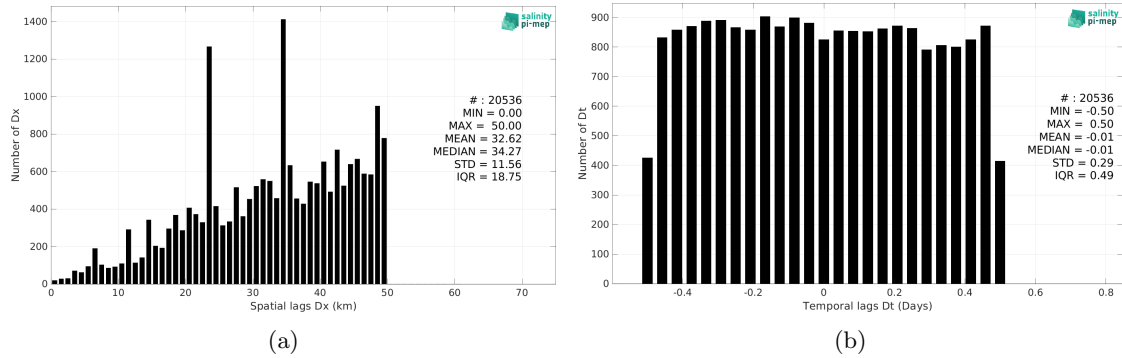 1400
1200
1000
800
600
400
200
0
Number of Dx
salinity
pi-mep
# : 20536
MIN = 0.00
MAX = 50.00
MEAN = 32.62
MEDIAN = 34.27
STD = 11.56
IQR = 18.75
0 10 20 30 40 50 60 70
Spatial lags Dx (km)
(a)
900
800
700
600
500
400
300
200
100
0
Number of Dt
salinity
pi-mep
# : 20536
MIN = -0.50
MAX = 0.50
MEAN = -0.01
MEDIAN = -0.01
STD = 0.29
IQR = 0.49
-0.4 -0.2 0 0.2 0.4 0.6 0.8
Temporal lags Dt (Days)
(b)